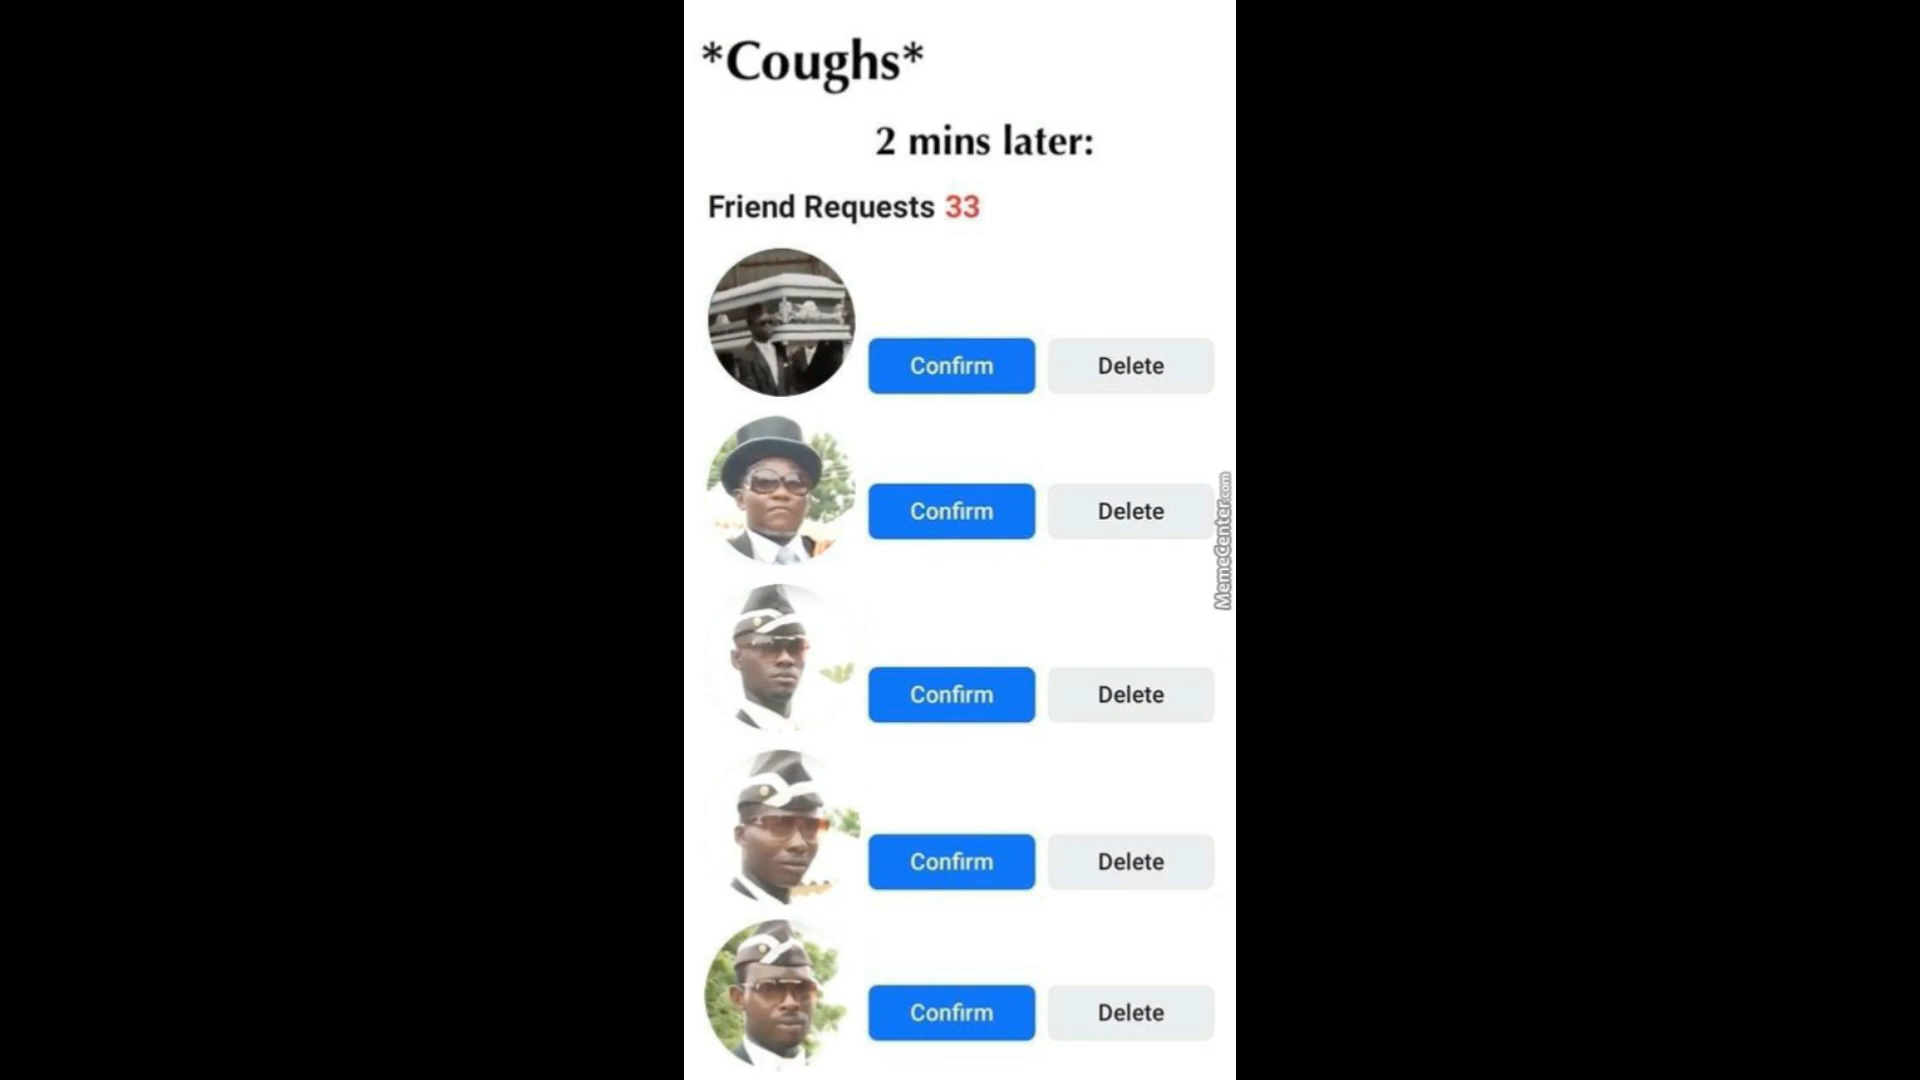 *Coughs*
2 mins later:
Friend Requests 33
Confirm Delete
Confirm Delete
Confirm Delete
Confirm Delete
Confirm Delete
MemeCenter.com